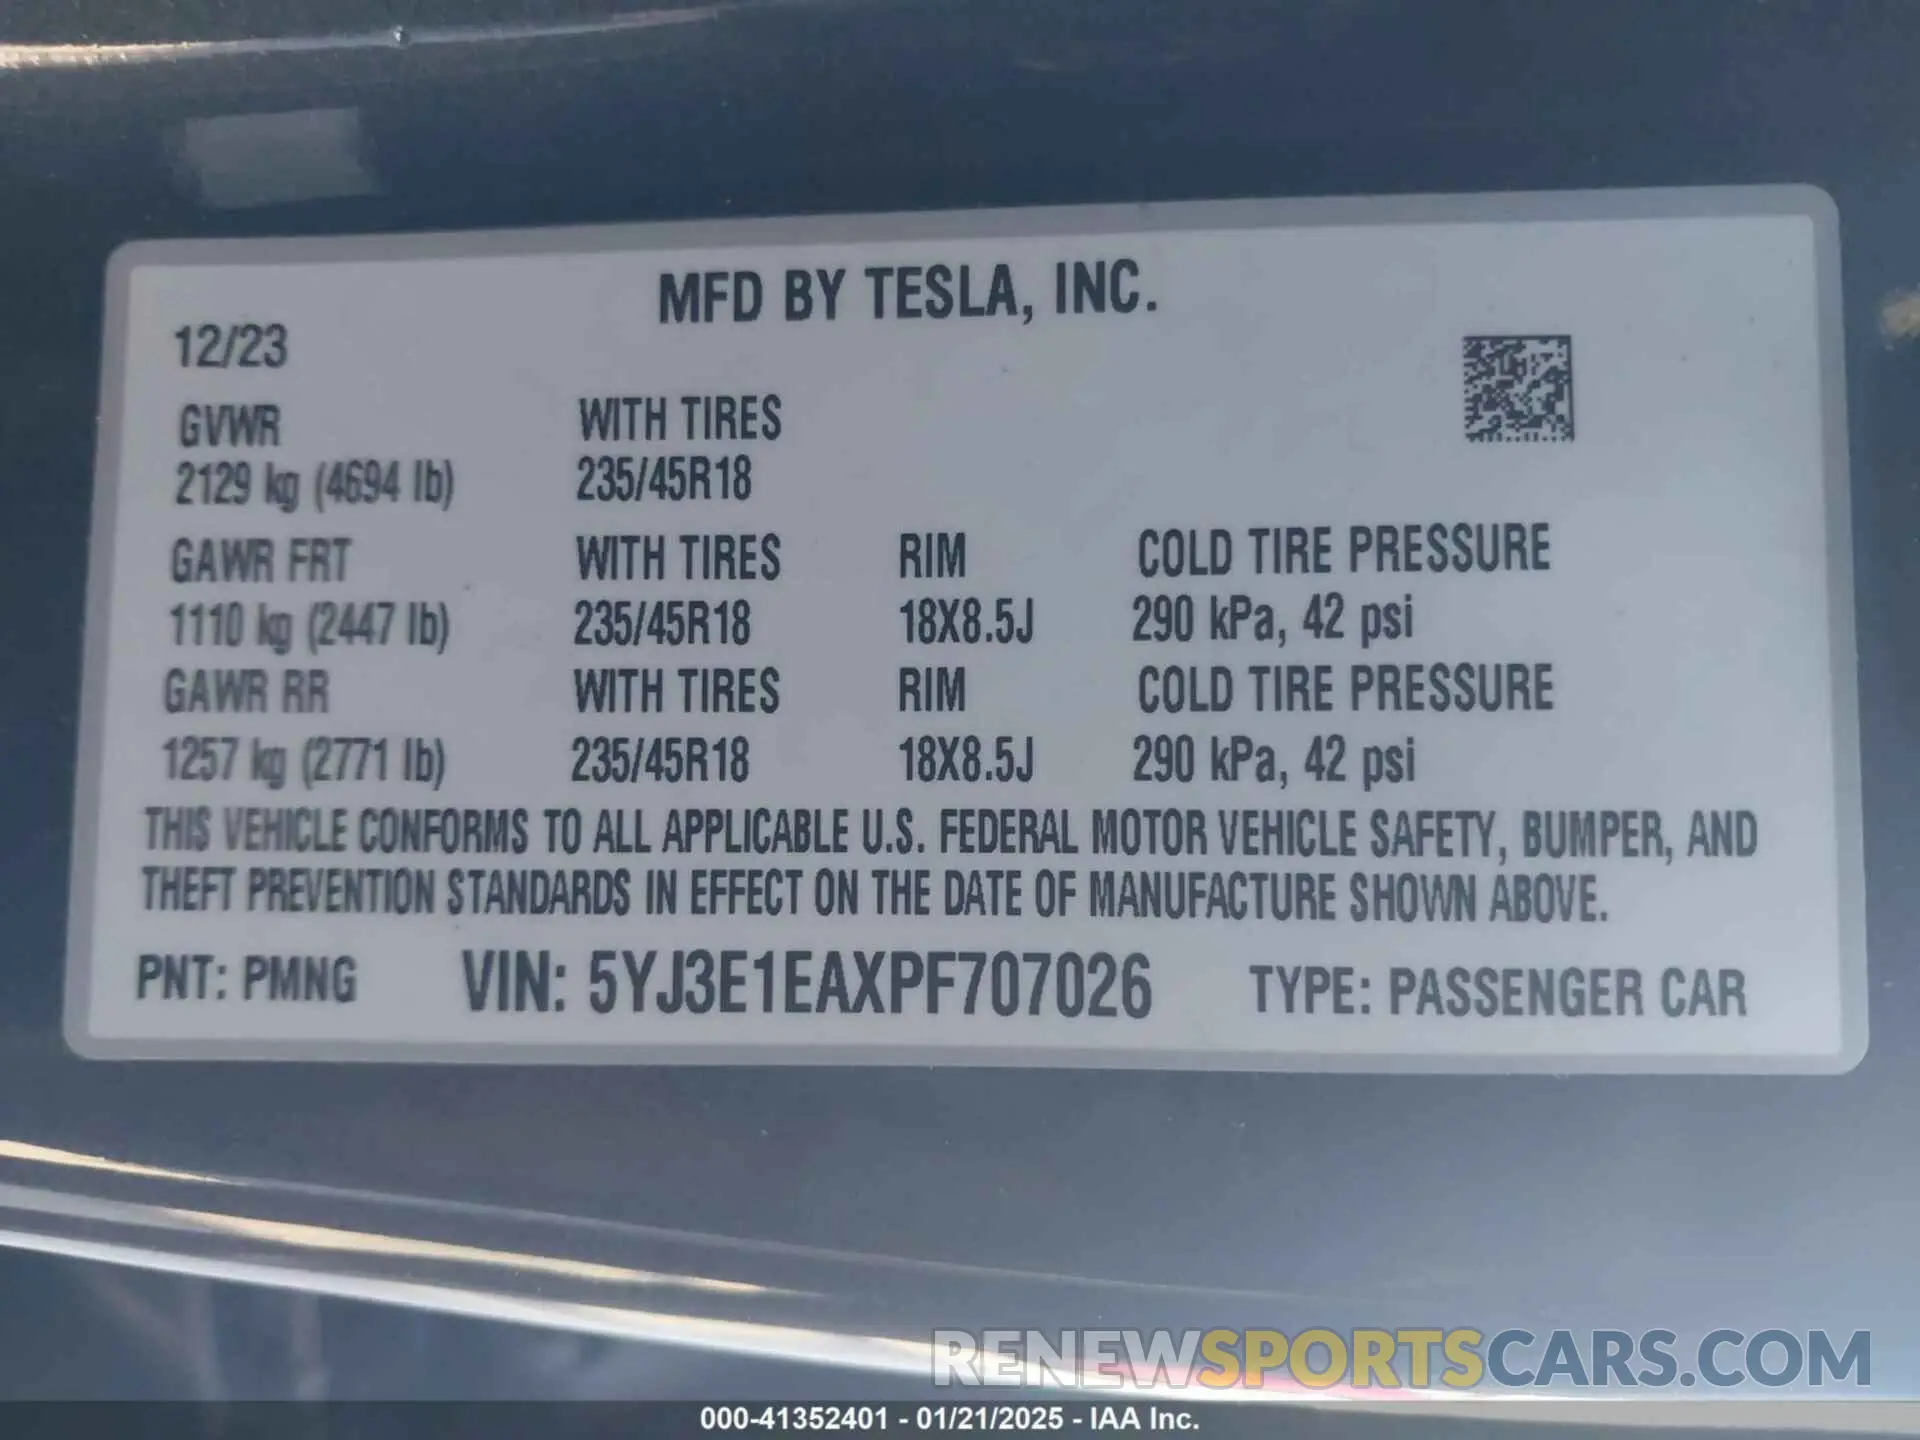 MFD BY TESLA, INC.
12/23
GVWR WITH TIRES
2129 kg (4694 lb) 235/45R18
GAWR FRT WITH TIRES RIM COLD TIRE PRESSURE
1110 kg (2447 lb) 235/45R18 18X8.5J 290 kPa, 42 psi
GAWR RR WITH TIRES RIM COLD TIRE PRESSURE
1257 kg (2771 lb) 235/45R18 18X8.5J 290 kPa, 42 psi
THIS VEHICLE CONFORMS TO ALL APPLICABLE U.S. FEDERAL MOTOR VEHICLE SAFETY, BUMPER, AND
THEFT PREVENTION STANDARDS IN EFFECT ON THE DATE OF MANUFACTURE SHOWN ABOVE.
PNT: PMNG VIN: 5YJ3E1EAXPF707026 TYPE: PASSENGER CAR
RENEWSPORTSCARS.COM
000-41352401 - 01/21/2025 - IAA Inc.